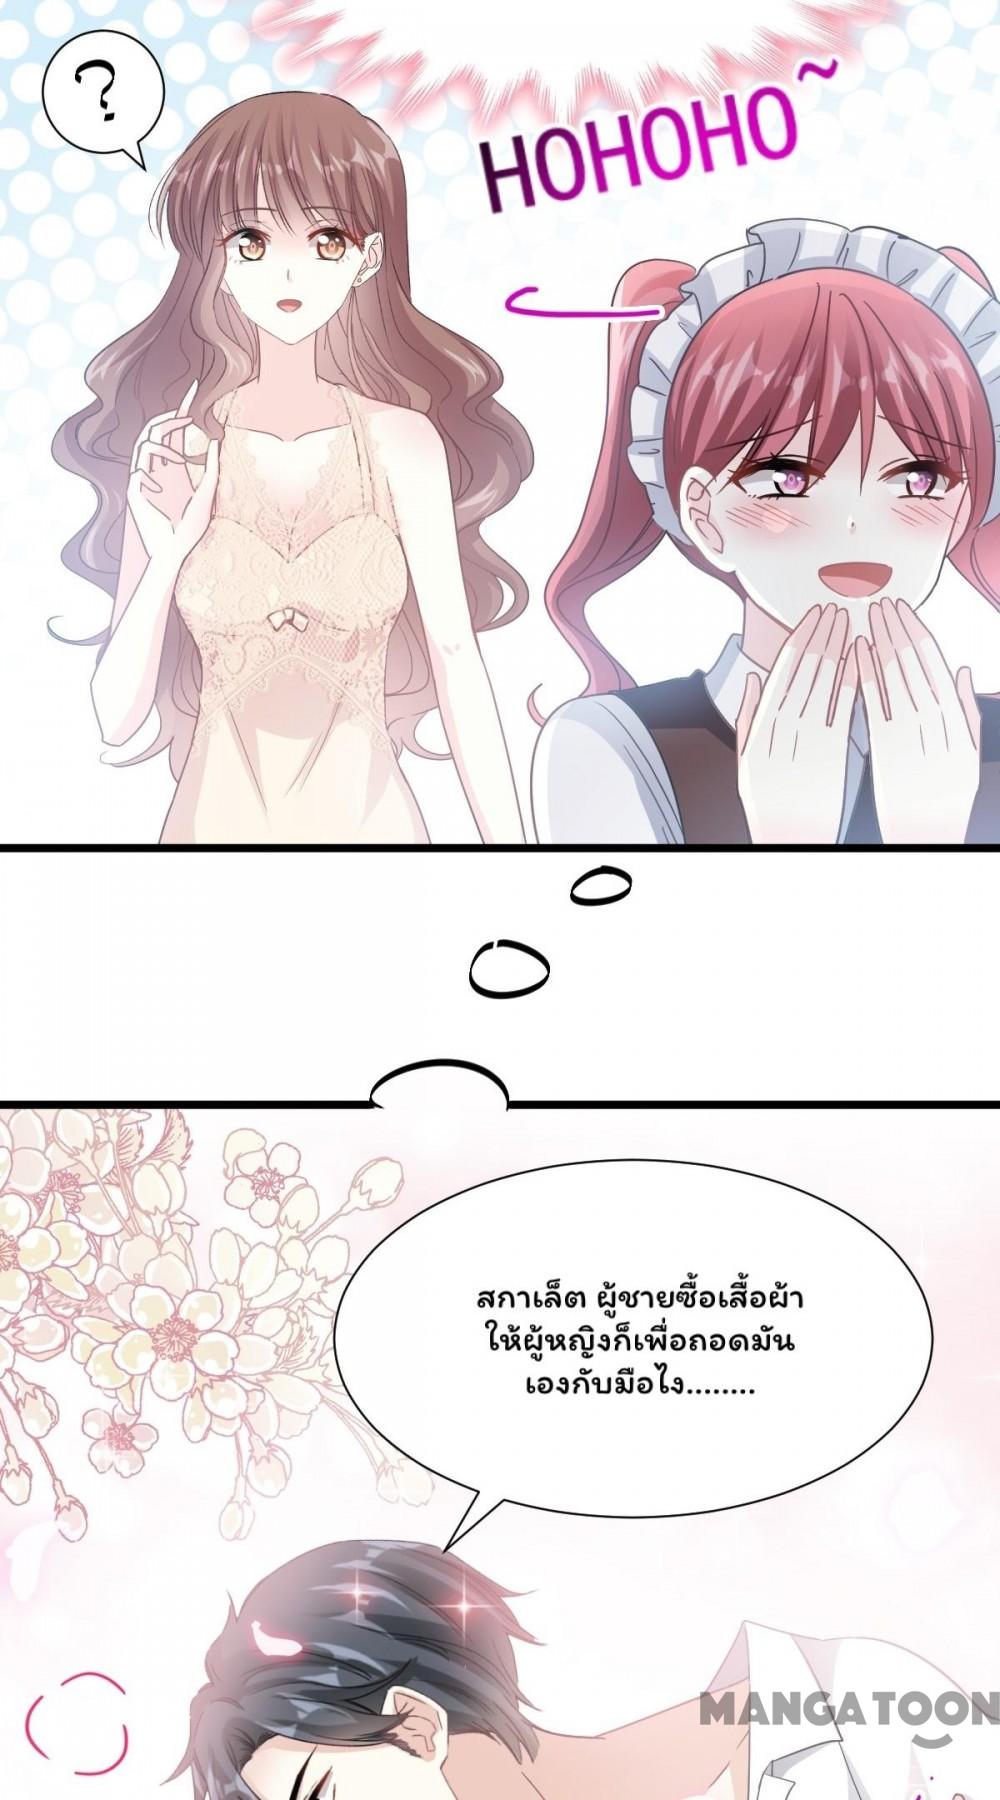 ?
HOHOHO~
สกาเล็ต ผู้ชายซื้อเสื้อผ้า
ให้ผู้หญิงก็เพื่อถอดมัน
เองกับมือไง........
MANGATOON